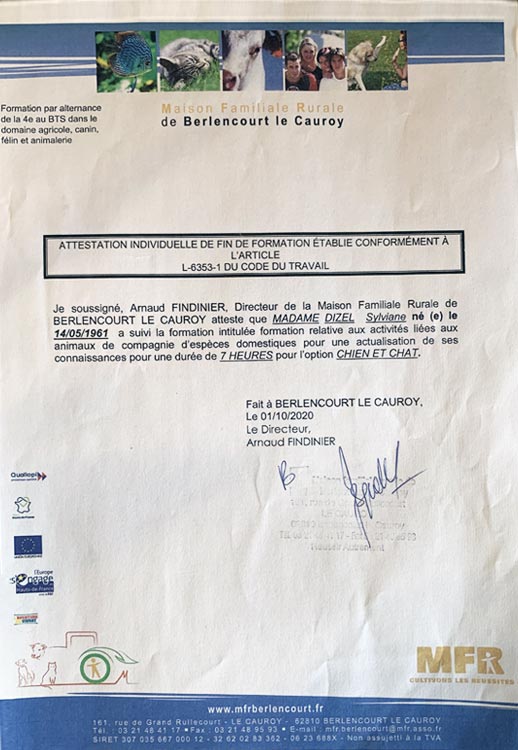 Formation par alternance
de la 4e au BTS dans le
domaine agricole, canin,
félin et animalerie
Maison Familiale Rurale
de Berlencourt le Cauroy
ATTESTATION INDIVIDUELLE DE FIN DE FORMATION ÉTABLIE CONFORMÉMENT À
L'ARTICLE
L-6353-1 DU CODE DU TRAVAIL
Je soussigné, Arnaud FINDINIER, Directeur de la Maison Familiale Rurale de
BERLENCOURT LE CAUROY atteste que MADAME DIZEL Sylviane né (e) le
14/05/1961 a suivi la formation intitulée formation relative aux activités liées aux
animaux de compagnie d'espèces domestiques pour une actualisation de ses
connaissances pour une durée de 7 HEURES pour l'option CHIEN ET CHAT.
Fait à BERLENCOURT LE CAUROY,
Le 01/10/2020
Le Directeur,
Arnaud FINDINIER
LE CAUROY
Qualiopi
l'Europe
s'engage
Hauts-de-France
MFR
CULTIVONS LES RÉUSSITES
www.mfrberlencourt.fr
161, rue de Grand Rullecourt - LE CAUROY - 62810 BERLENCOURT LE CAUROY
Tél. : 03 21 48 41 17 • Fax : 03 21 48 95 93 • E-mail : mfr.berlencourt@mfr.asso.fr
SIRET 307 035 667 000 12 - 32 62 02 83 362 - 06 23 688X - Non assujetti à la TVA